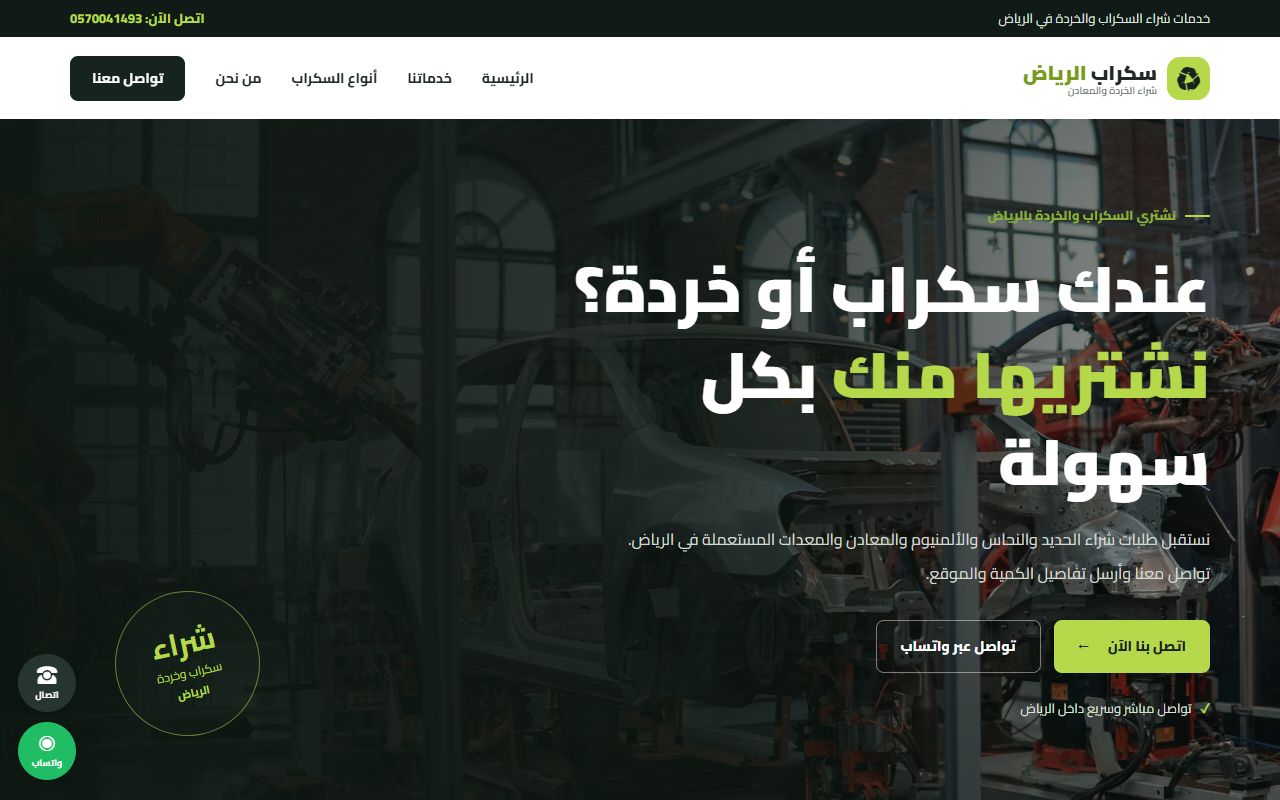 خدمات شراء السكراب والخردة في الرياض
اتصل الآن: 0570041493
سكراب الرياض
شراء الخردة والمعادن
الرئيسية
خدماتنا
أنواع السكراب
من نحن
تواصل معنا
نشتري السكراب والخردة بالرياض
عندك سكراب أو خردة؟
نشتريها منك بكل
سهولة
نستقبل طلبات شراء الحديد والنحاس والألمنيوم والمعادن والمعدات المستعملة في الرياض.
تواصل معنا وأرسل تفاصيل الكمية والموقع.
اتصل بنا الآن ←
تواصل عبر واتساب
✓ تواصل مباشر وسريع داخل الرياض
شراء
سكراب وخردة
الرياض
اتصال
واتساب